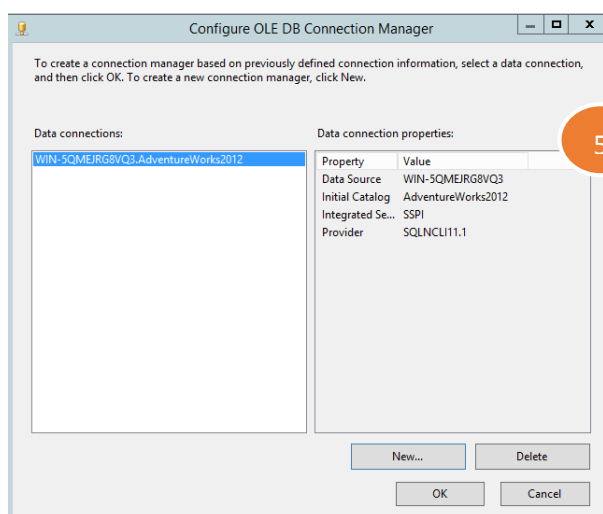 Configure OLE DB Connection Manager
To create a connection manager based on previously defined connection information, select a data connection,
and then click OK. To create a new connection manager, click New.
Data connections:
WIN-5QMEJRG8VQ3.AdventureWorks2012
Data connection properties:
5
Property Value
Data Source WIN-5QMEJRG8VQ3
Initial Catalog AdventureWorks2012
Integrated Se... SSPI
Provider SQLNCLI11.1
New... Delete
OK Cancel